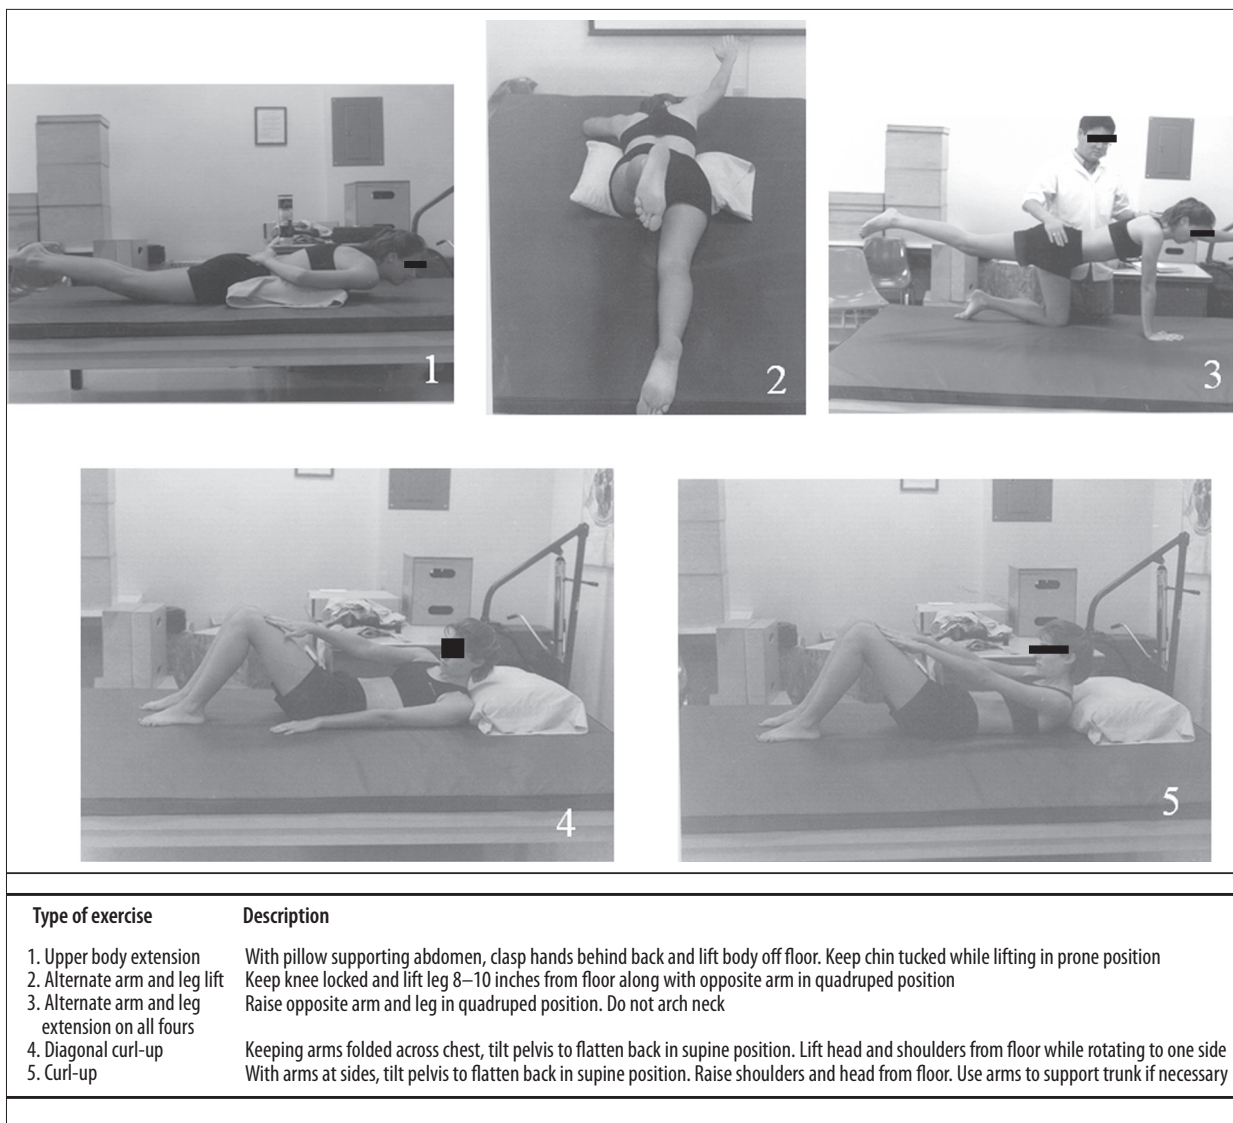 1
2
3
4
5
Type of exercise Description
1. Upper body extension With pillow supporting abdomen, clasp hands behind back and lift body off floor. Keep chin tucked while lifting in prone position
2. Alternate arm and leg lift Keep knee locked and lift leg 8–10 inches from floor along with opposite arm in quadruped position
3. Alternate arm and leg Raise opposite arm and leg in quadruped position. Do not arch neck
extension on all fours
4. Diagonal curl-up Keeping arms folded across chest, tilt pelvis to flatten back in supine position. Lift head and shoulders from floor while rotating to one side
5. Curl-up With arms at sides, tilt pelvis to flatten back in supine position. Raise shoulders and head from floor. Use arms to support trunk if necessary